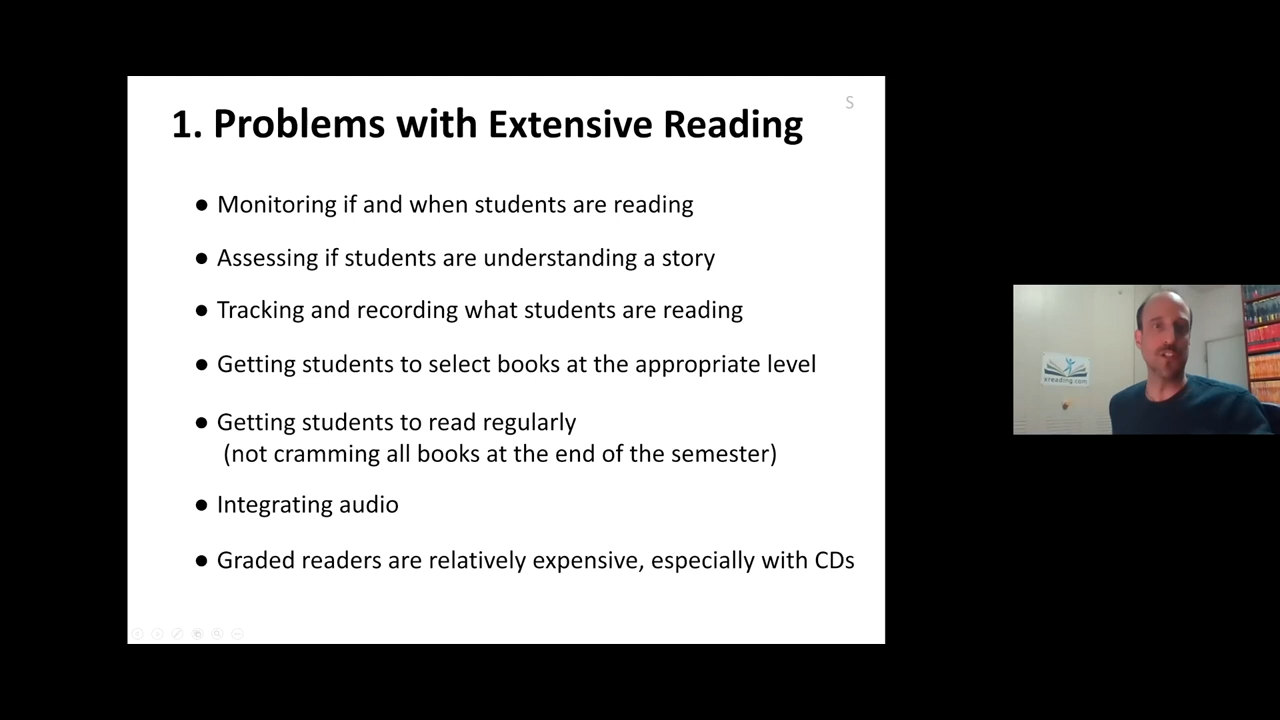 S
1. Problems with Extensive Reading
● Monitoring if and when students are reading
● Assessing if students are understanding a story
● Tracking and recording what students are reading
● Getting students to select books at the appropriate level
● Getting students to read regularly
(not cramming all books at the end of the semester)
● Integrating audio
● Graded readers are relatively expensive, especially with CDs
xreading.com